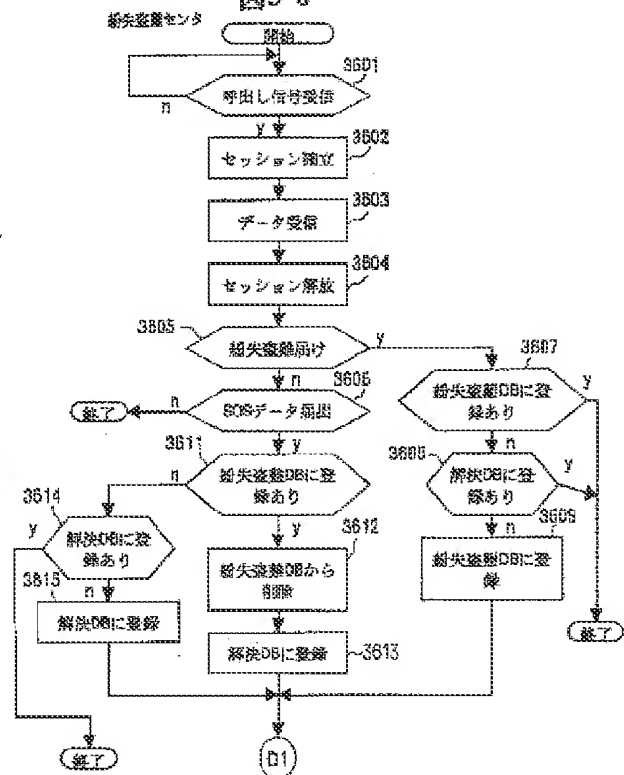 紛失盗難センタ
開始
3601
呼出し信号受信
n
y
3602
セッション確立
3603
データ受信
3604
セッション解放
3605
紛失盗難届け
y
n
3607
紛失盗難DBに登
録あり
y
n
3606
SOSデータ届出
n
終了
y
3608
解決DBに登
録あり
y
n
3611
紛失盗難DBに登
録あり
n
y
3609
紛失盗難DBに登
録
終了
3614
解決DBに登
録あり
y
n
3612
紛失盗難DBから
削除
3615
解決DBに登録
解決DBに登録
3613
終了
D1